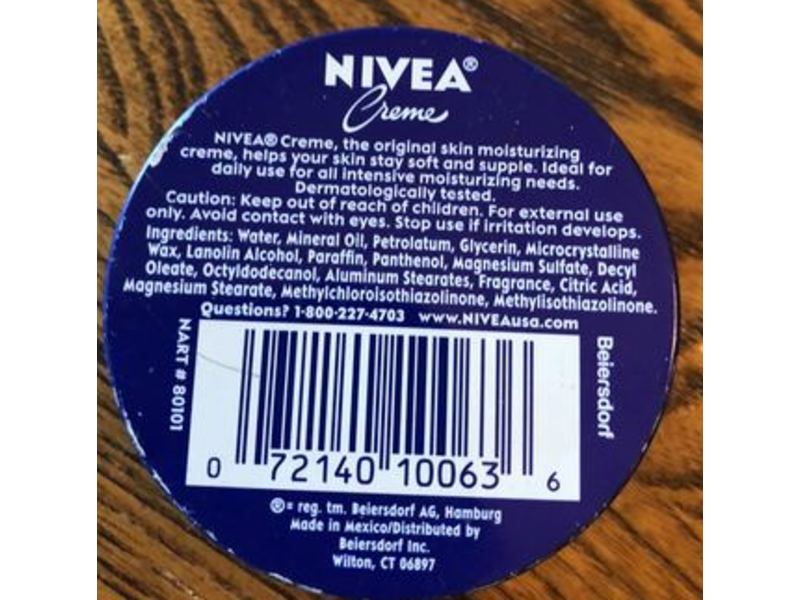 NIVEA®
Creme
NIVEA® Creme, the original skin moisturizing
creme, helps your skin stay soft and supple. Ideal for
daily use for all intensive moisturizing needs.
Dermatologically tested.
Caution: Keep out of reach of children. For external use
only. Avoid contact with eyes. Stop use if irritation develops.
Ingredients: Water, Mineral Oil, Petrolatum, Glycerin, Microcrystalline
Wax, Lanolin Alcohol, Paraffin, Panthenol, Magnesium Sulfate, Decyl
Oleate, Octyldodecanol, Aluminum Stearates, Fragrance, Citric Acid,
Magnesium Stearate, Methylchloroisothiazolinone, Methylisothiazolinone.
Questions? 1-800-227-4703 www.NIVEAusa.com
NART # 80101
Beiersdorf
0 72140 10063 6
®= reg. tm. Beiersdorf AG, Hamburg
Made in Mexico/Distributed by
Beiersdorf Inc.
Wilton, CT 06897